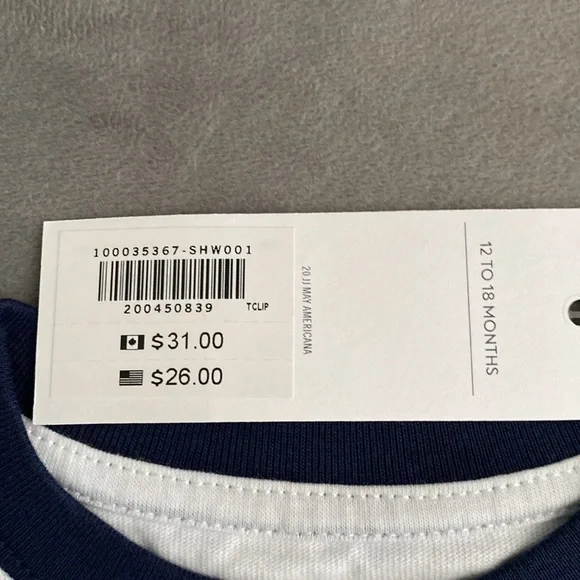 100035367-SHW001
200450839
TCLIP
$31.00
$26.00
20 JJ MAY AMERICANA
12 TO 18 MONTHS